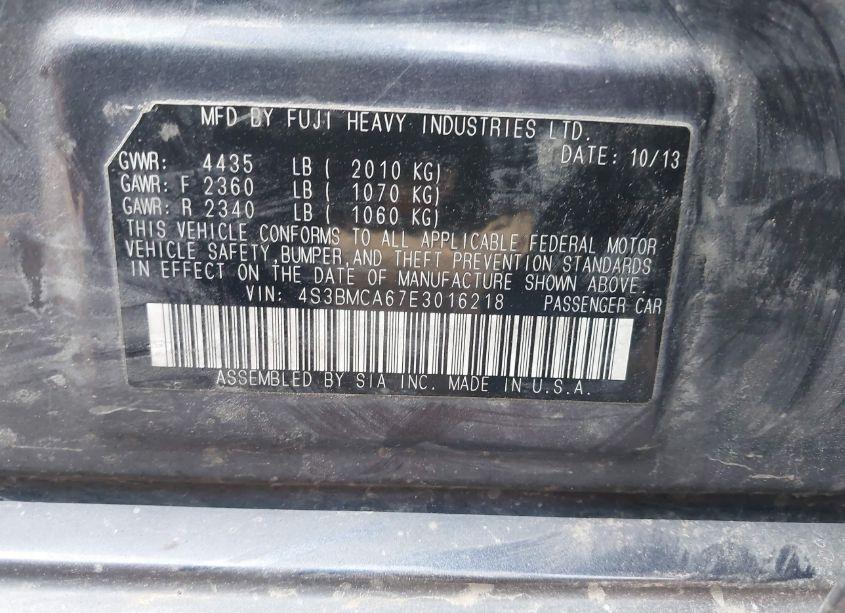 MFD BY FUJI HEAVY INDUSTRIES LTD.
DATE: 10/13
GVWR: 4435 LB ( 2010 KG)
GAWR: F 2360 LB ( 1070 KG)
GAWR: R 2340 LB ( 1060 KG)
THIS VEHICLE CONFORMS TO ALL APPLICABLE FEDERAL MOTOR
VEHICLE SAFETY, BUMPER, AND THEFT PREVENTION STANDARDS
IN EFFECT ON THE DATE OF MANUFACTURE SHOWN ABOVE.
VIN: 4S3BMCA67E3016218 PASSENGER CAR
ASSEMBLED BY SIA INC. MADE IN U.S.A.